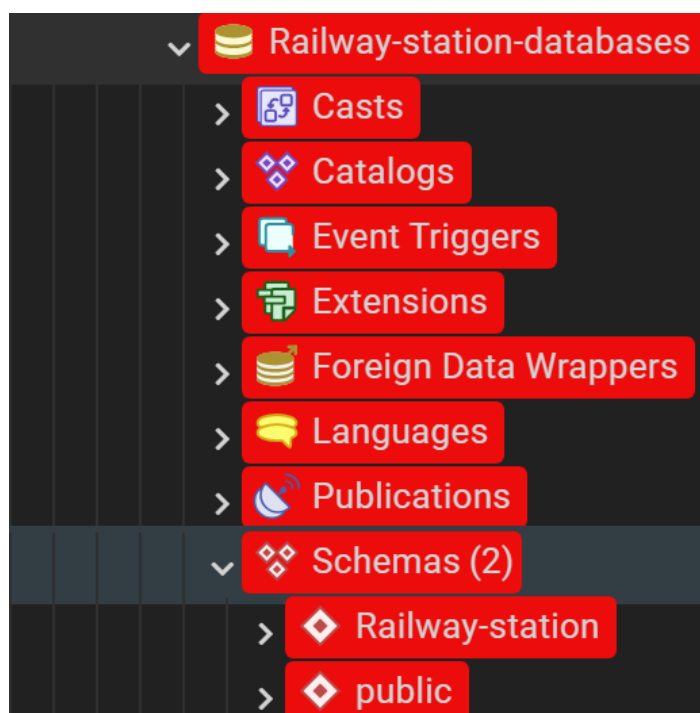 Railway-station-databases
Casts
Catalogs
Event Triggers
Extensions
Foreign Data Wrappers
Languages
Publications
Schemas (2)
Railway-station
public